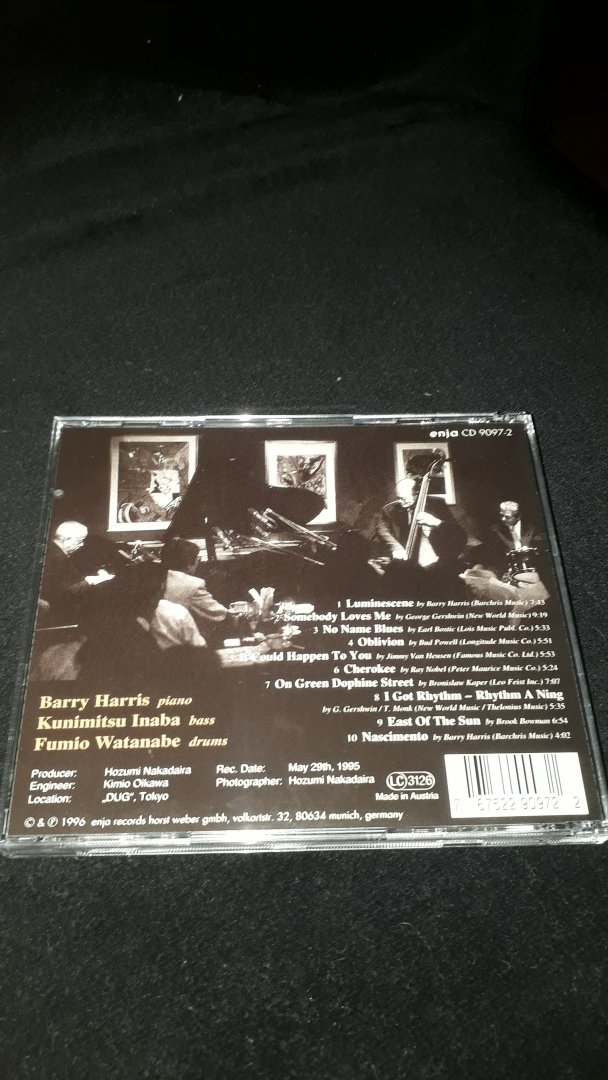 enja CD 9097-2
1 Luminescene by Barry Harris (Barchris Music) 7:43
2 Somebody Loves Me by George Gershwin (New World Music) 9:19
3 No Name Blues by Earl Bostic (Lois Music Publ. Co.) 5:33
4 Oblivion by Bud Powell (Longitude Music Co.) 5:51
5 It Could Happen To You by Jimmy Van Heusen (Famous Music Co. Ltd.) 5:53
6 Cherokee by Ray Nobel (Peter Maurice Music Co.) 5:24
7 On Green Dophine Street by Bronislaw Kaper (Leo Feist Inc.) 7:07
8 I Got Rhythm – Rhythm A Ning
by G. Gershwin / T. Monk (New World Music / Thelonius Music) 5:35
9 East Of The Sun by Brook Bowman 6:54
10 Nascimento by Barry Harris (Barchris Music) 4:02
Barry Harris piano
Kunimitsu Inaba bass
Fumio Watanabe drums
Producer: Hozumi Nakadaira Rec. Date: May 29th, 1995
Engineer: Kimio Oikawa Photographer: Hozumi Nakadaira
Location: „DUG", Tokyo
LC 3126
Made in Austria
7 67522 90972 2
© & ℗ 1996 enja records horst weber gmbh, volkartstr. 32, 80634 munich, germany